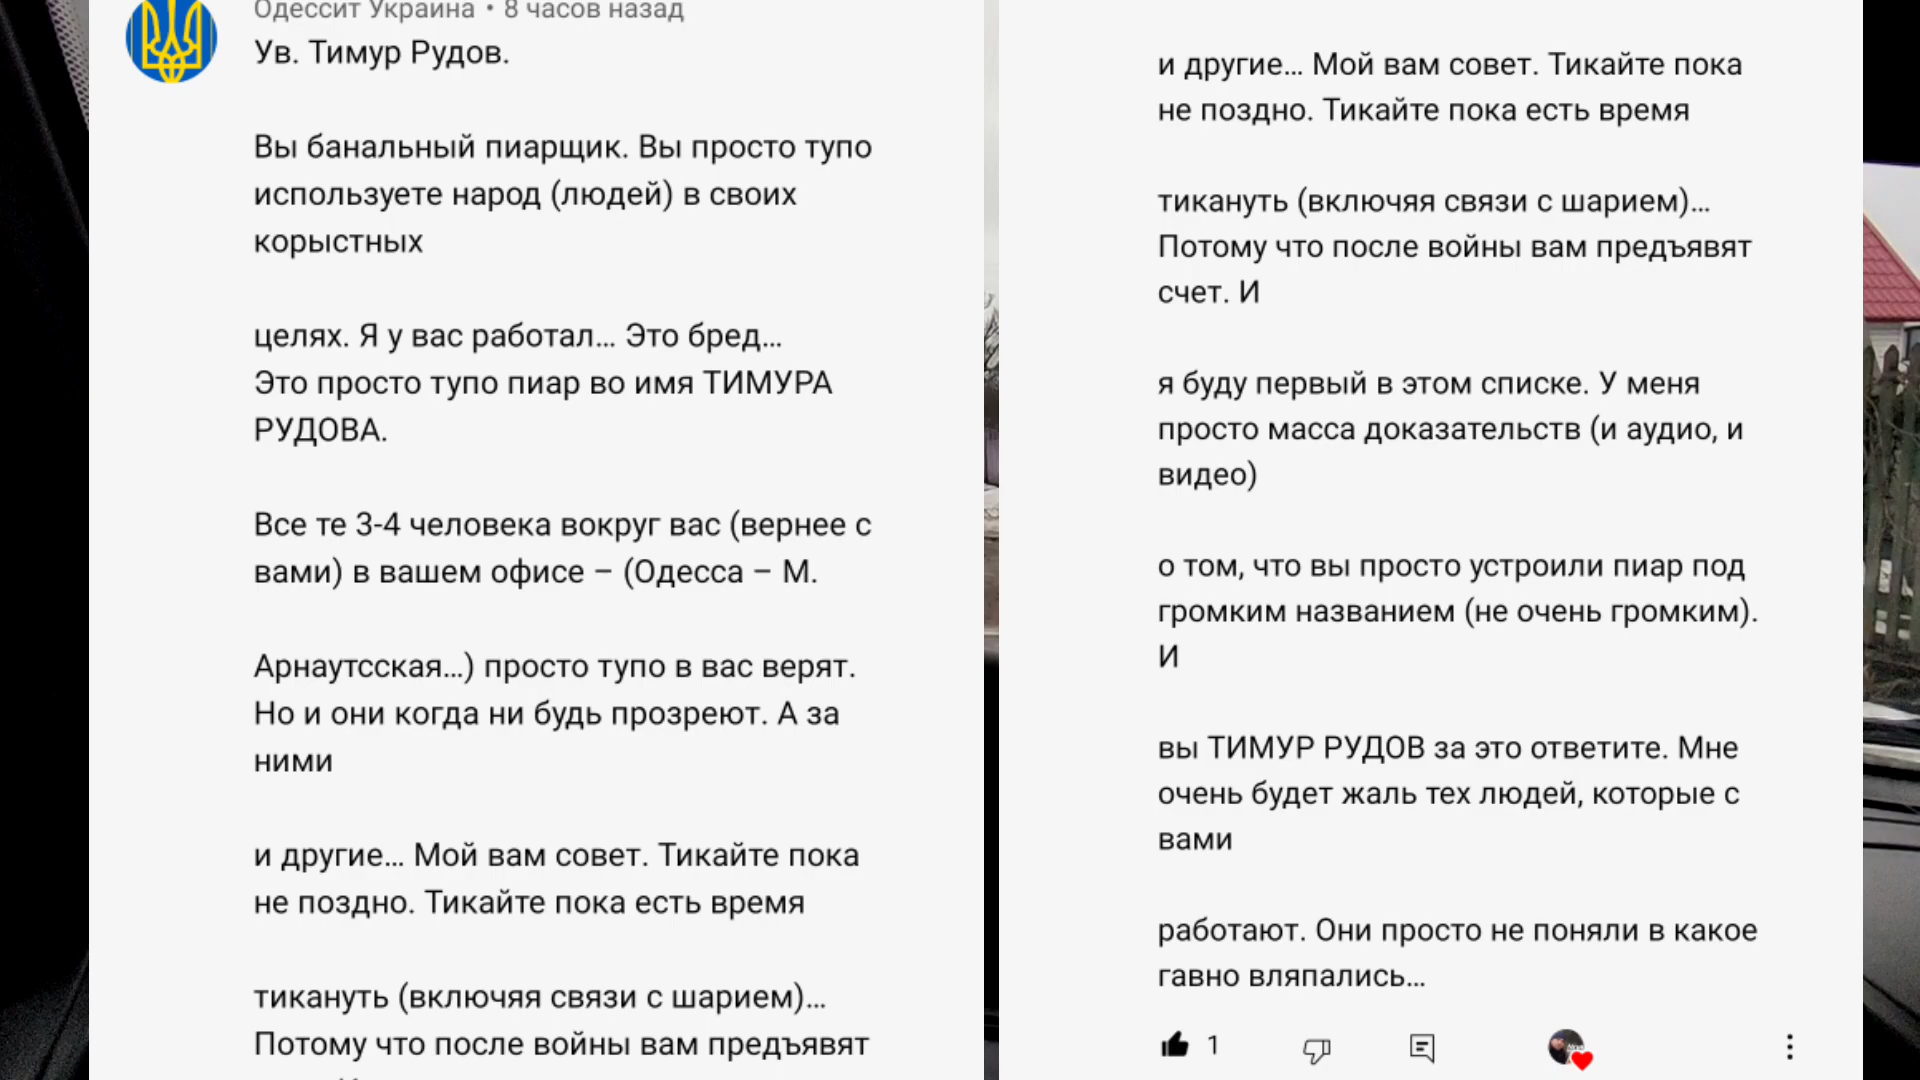 Одессит Украина • 8 часов назад
Ув. Тимур Рудов.
Вы банальный пиарщик. Вы просто тупо
используете народ (людей) в своих
корыстных
целях. Я у вас работал... Это бред...
Это просто тупо пиар во имя ТИМУРА
РУДОВА.
Все те 3-4 человека вокруг вас (вернее с
вами) в вашем офисе – (Одесса – М.
Арнаутсская...) просто тупо в вас верят.
Но и они когда ни будь прозреют. А за
ними
и другие... Мой вам совет. Тикайте пока
не поздно. Тикайте пока есть время
тикануть (включяя связи с шарием)...
Потому что после войны вам предъявят
и другие... Мой вам совет. Тикайте пока
не поздно. Тикайте пока есть время
тикануть (включяя связи с шарием)...
Потому что после войны вам предъявят
счет. И
я буду первый в этом списке. У меня
просто масса доказательств (и аудио, и
видео)
о том, что вы просто устроили пиар под
громким названием (не очень громким).
И
вы ТИМУР РУДОВ за это ответите. Мне
очень будет жаль тех людей, которые с
вами
работают. Они просто не поняли в какое
гавно вляпались...
1